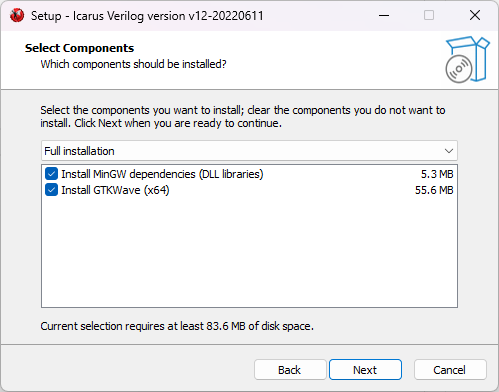 Setup - Icarus Verilog version v12-20220611
Select Components
Which components should be installed?
Select the components you want to install; clear the components you do not want to
install. Click Next when you are ready to continue.
Full installation
Install MinGW dependencies (DLL libraries) 5.3 MB
Install GTKWave (x64) 55.6 MB
Current selection requires at least 83.6 MB of disk space.
Back Next Cancel